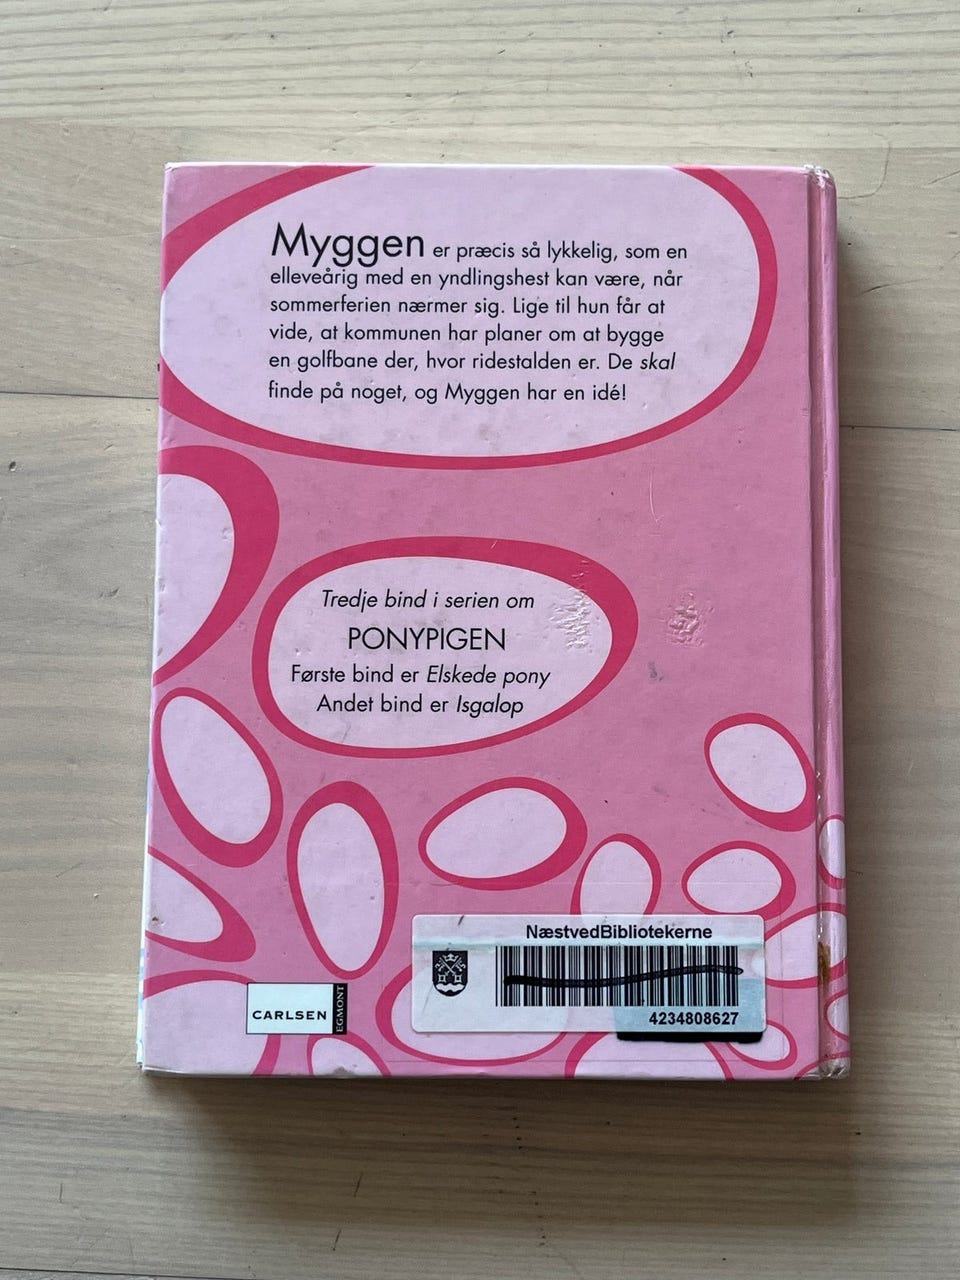 Myggen er præcis så lykkelig, som en
elleveårig med en yndlingshest kan være, når
sommerferien nærmer sig. Lige til hun får at
vide, at kommunen har planer om at bygge
en golfbane der, hvor ridestalden er. De skal
finde på noget, og Myggen har en idé!
Tredje bind i serien om
PONYPIGEN
Første bind er Elskede pony
Andet bind er Isgalop
NæstvedBibliotekerne
4234808627
CARLSEN
EGMONT